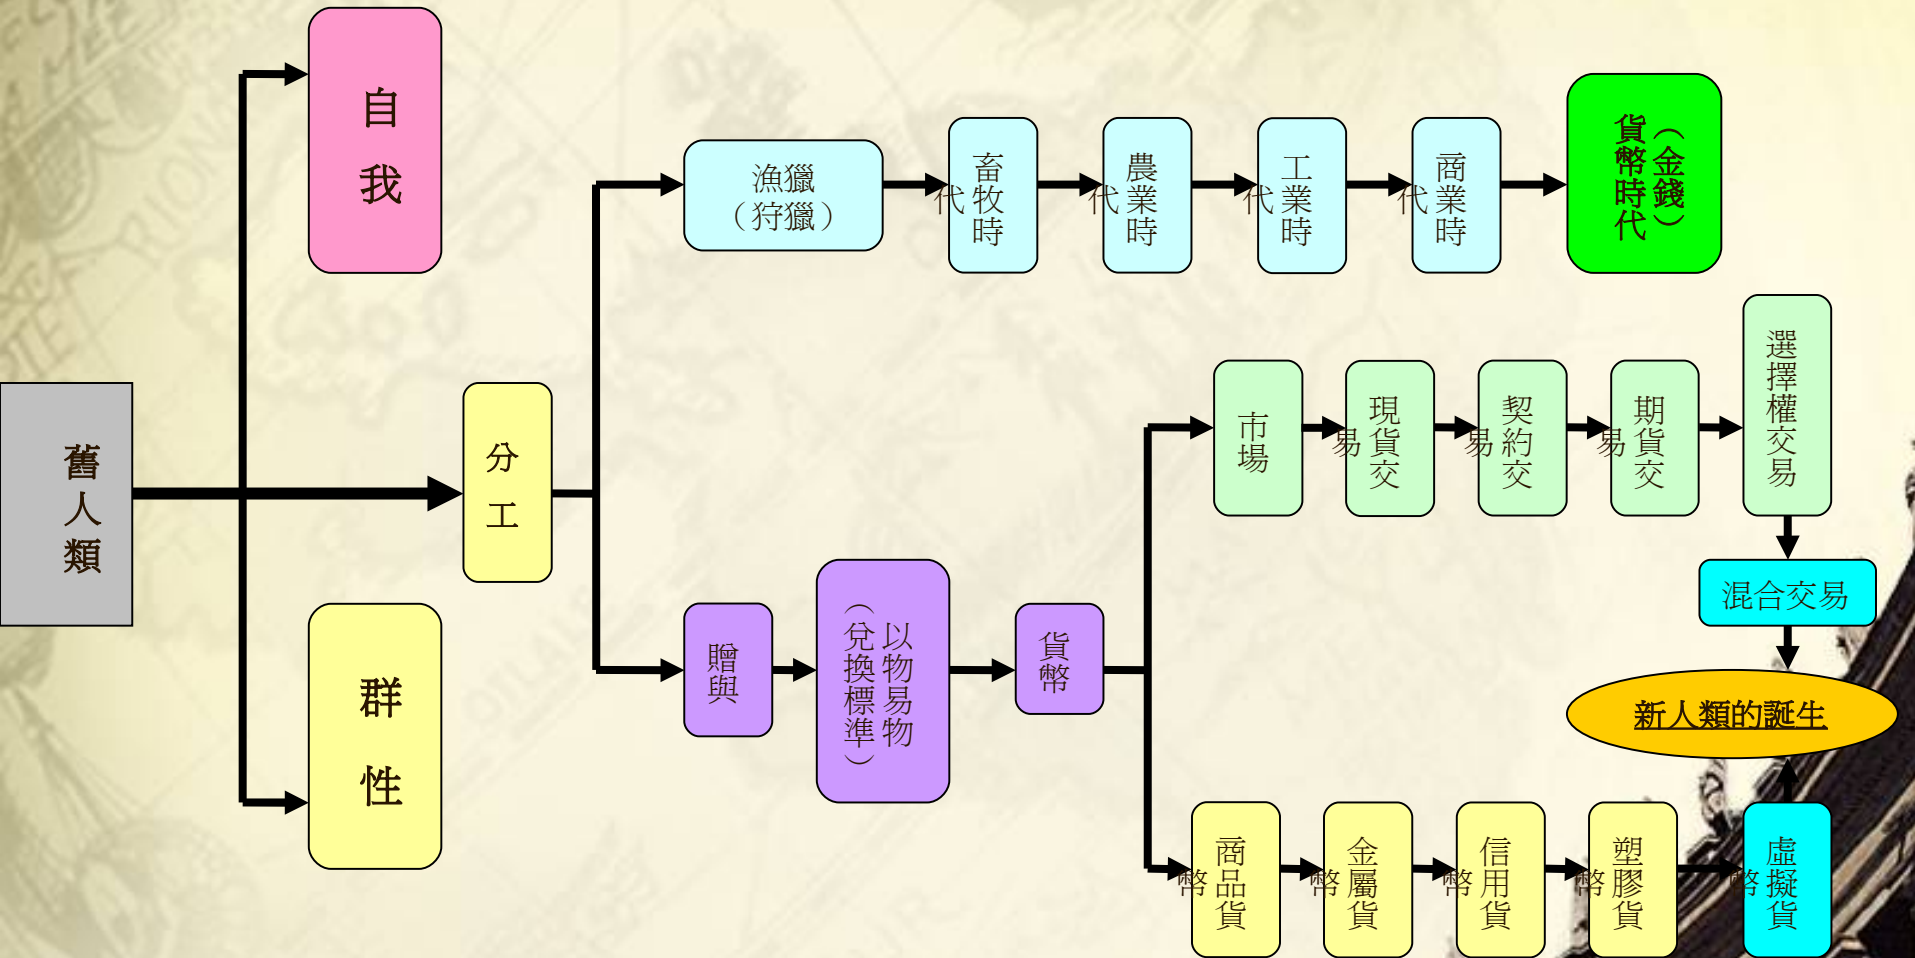 自我
漁獵
（狩獵）
畜牧時代
農業時代
工業時代
商業時代
（金錢）
貨幣時代
舊人類
分工
群性
贈與
以物易物
（兌換標準）
貨幣
市場
現貨交易
契約交易
期貨交易
選擇權交易
混合交易
新人類的誕生
商品貨幣
金屬貨幣
信用貨幣
塑膠貨幣
虛擬貨幣